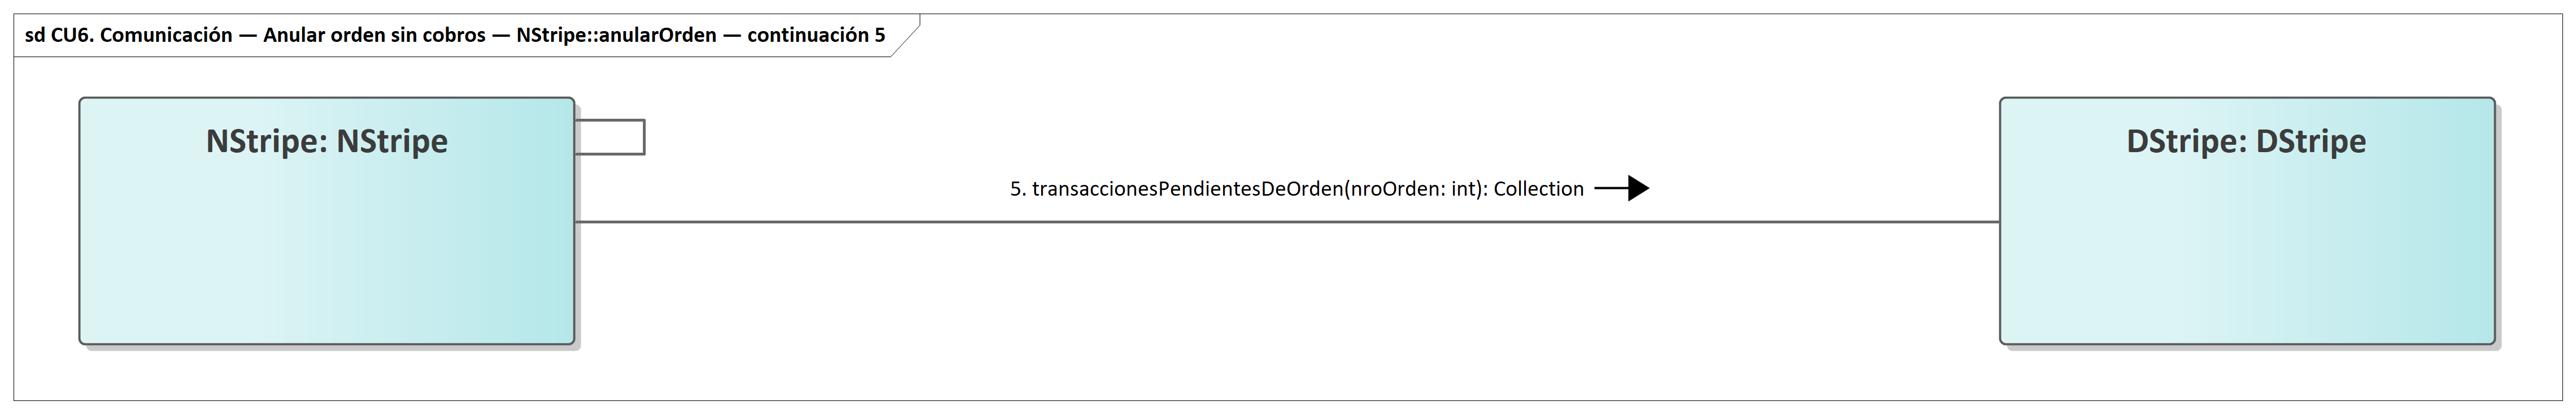 sd CU6. Comunicación — Anular orden sin cobros — NStripe::anularOrden — continuación 5
NStripe: NStripe
DStripe: DStripe
5. transaccionesPendientesDeOrden(nroOrden: int): Collection